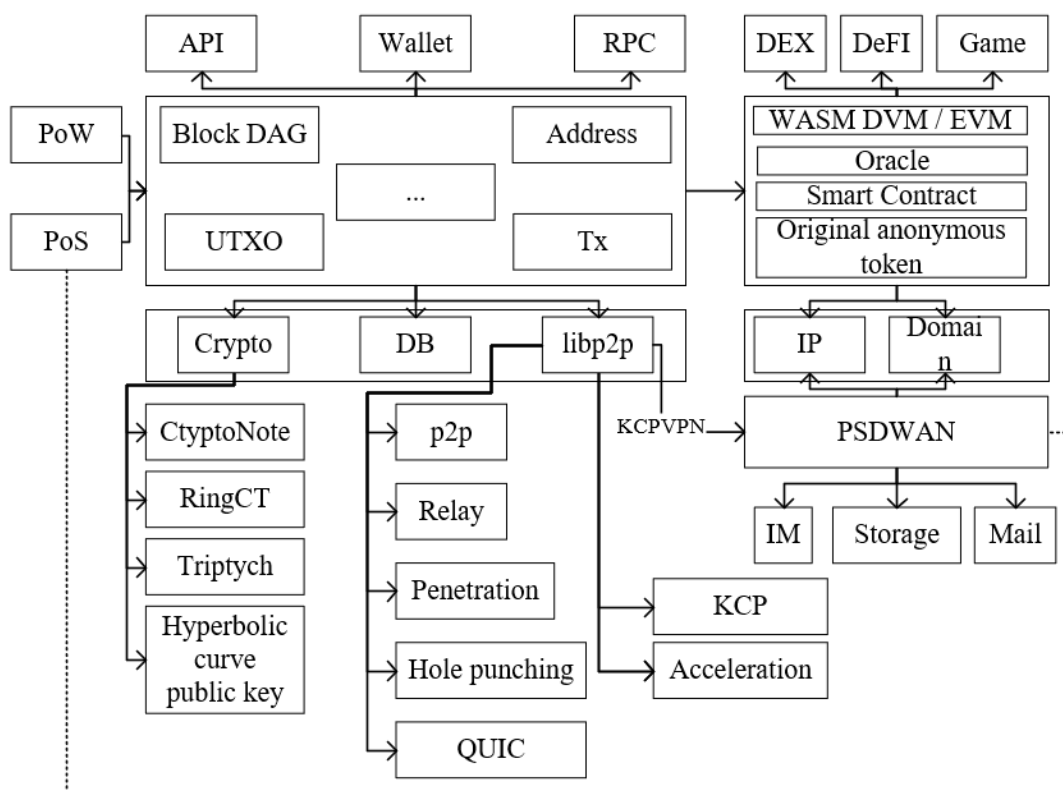 API
Wallet
RPC
DEX
DeFI
Game
PoW
PoS
Block DAG
Address
...
UTXO
Tx
WASM DVM / EVM
Oracle
Smart Contract
Original anonymous
token
Crypto
DB
libp2p
IP
Domai
n
KCPVPN
PSDWAN
CtyptoNote
RingCT
Triptych
Hyperbolic
curve
public key
p2p
Relay
Penetration
Hole punching
QUIC
KCP
Acceleration
IM
Storage
Mail